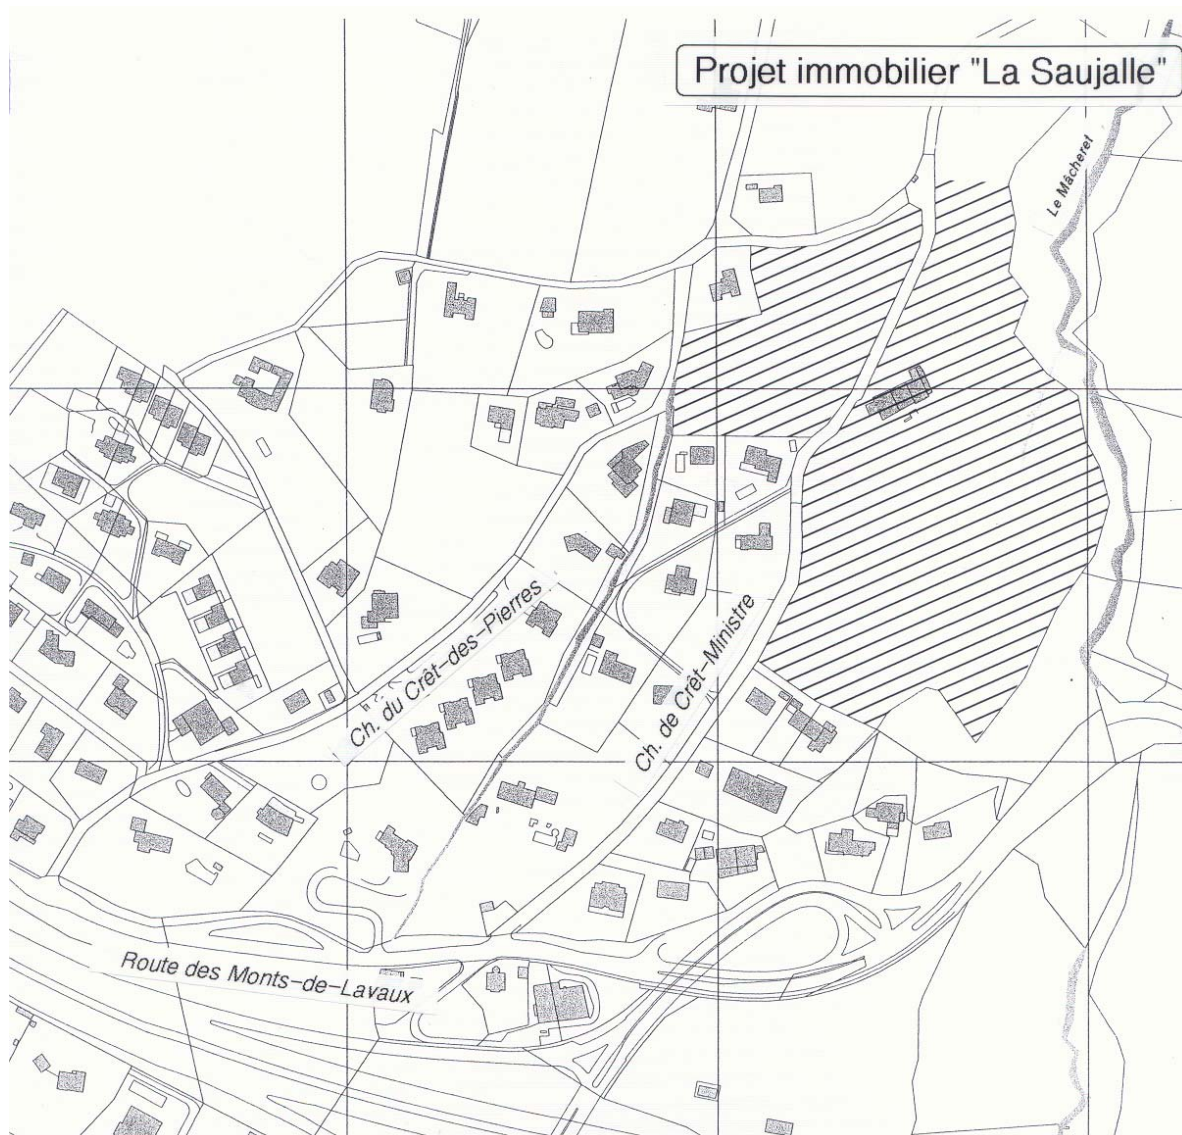 Projet immobilier "La Saujalle"
Le Mâcheret
Ch. du Crêt-des-Pierres
Ch. de Crêt-Ministre
Route des Monts-de-Lavaux